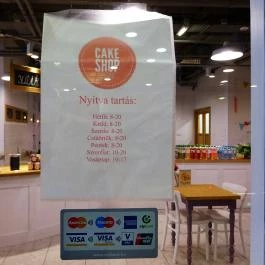 CAKE
SHOP
Nyitva tartás:
Hétfő: 8-20
Kedd: 8-20
Szerda: 8-20
Csütörtök: 8-20
Péntek: 8-20
Szombat: 10-20
Vasárnap: 10-17
VISA
VISA